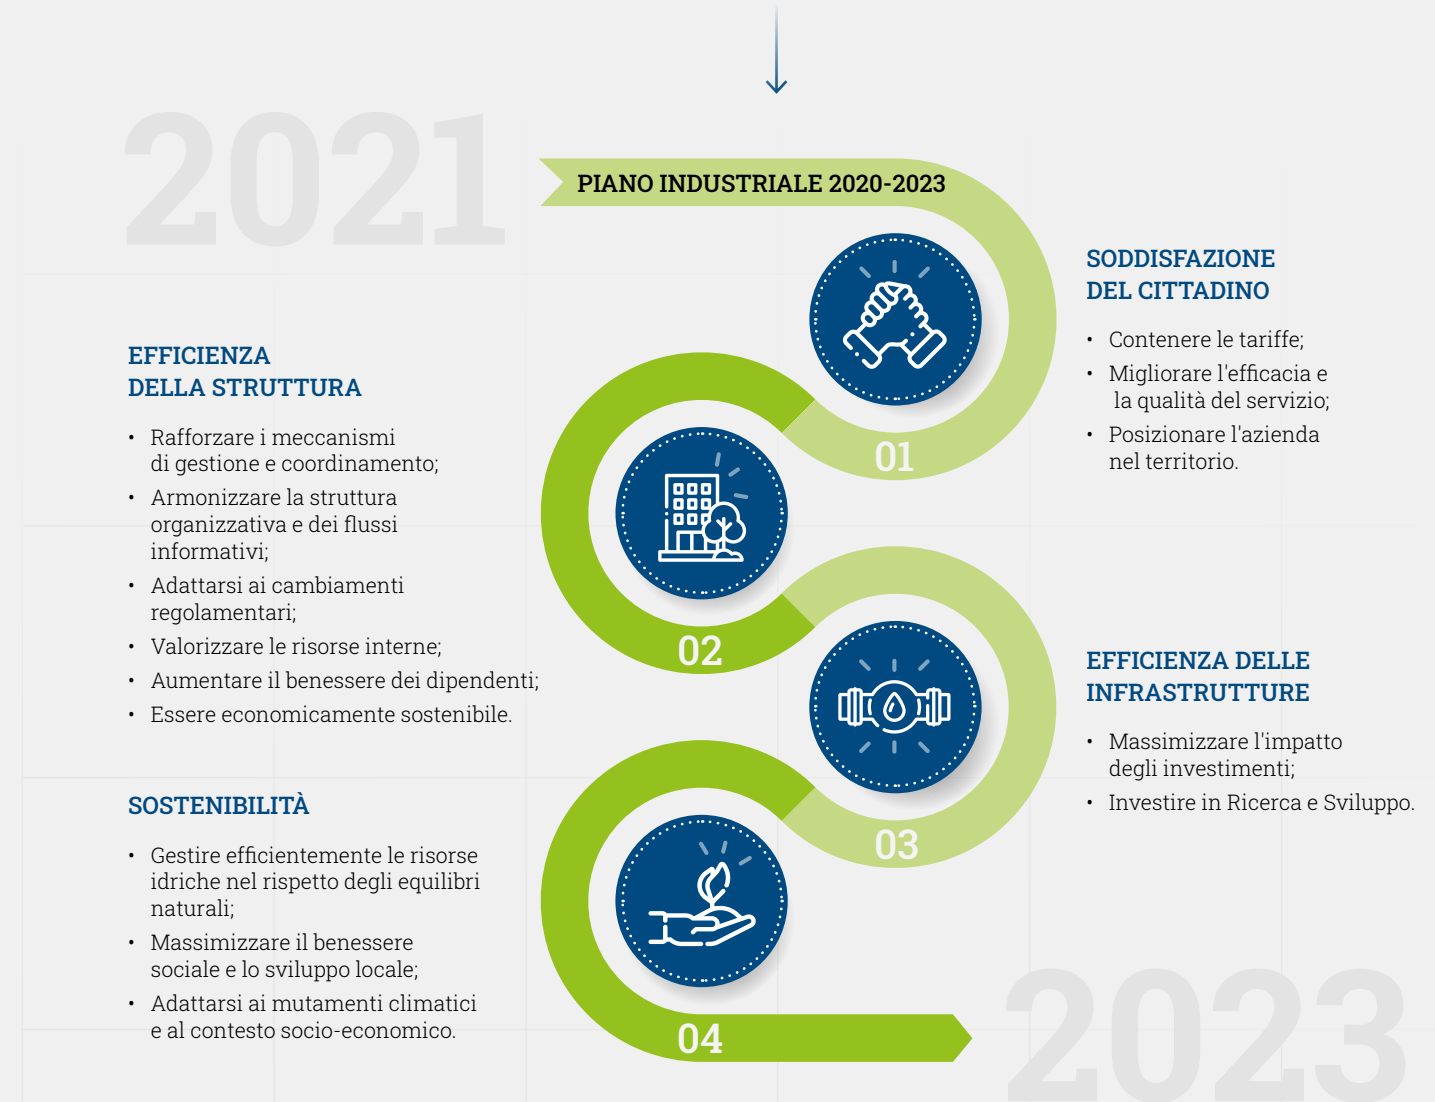 2021
PIANO INDUSTRIALE 2020-2023
SODDISFAZIONE
DEL CITTADINO
• Contenere le tariffe;
• Migliorare l'efficacia e
la qualità del servizio;
• Posizionare l'azienda
nel territorio.
01
EFFICIENZA
DELLA STRUTTURA
• Rafforzare i meccanismi
di gestione e coordinamento;
• Armonizzare la struttura
organizzativa e dei flussi
informativi;
• Adattarsi ai cambiamenti
regolamentari;
• Valorizzare le risorse interne;
• Aumentare il benessere dei dipendenti;
• Essere economicamente sostenibile.
02
EFFICIENZA DELLE
INFRASTRUTTURE
• Massimizzare l'impatto
degli investimenti;
• Investire in Ricerca e Sviluppo.
03
SOSTENIBILITÀ
• Gestire efficientemente le risorse
idriche nel rispetto degli equilibri
naturali;
• Massimizzare il benessere
sociale e lo sviluppo locale;
• Adattarsi ai mutamenti climatici
e al contesto socio-economico.
04
2023